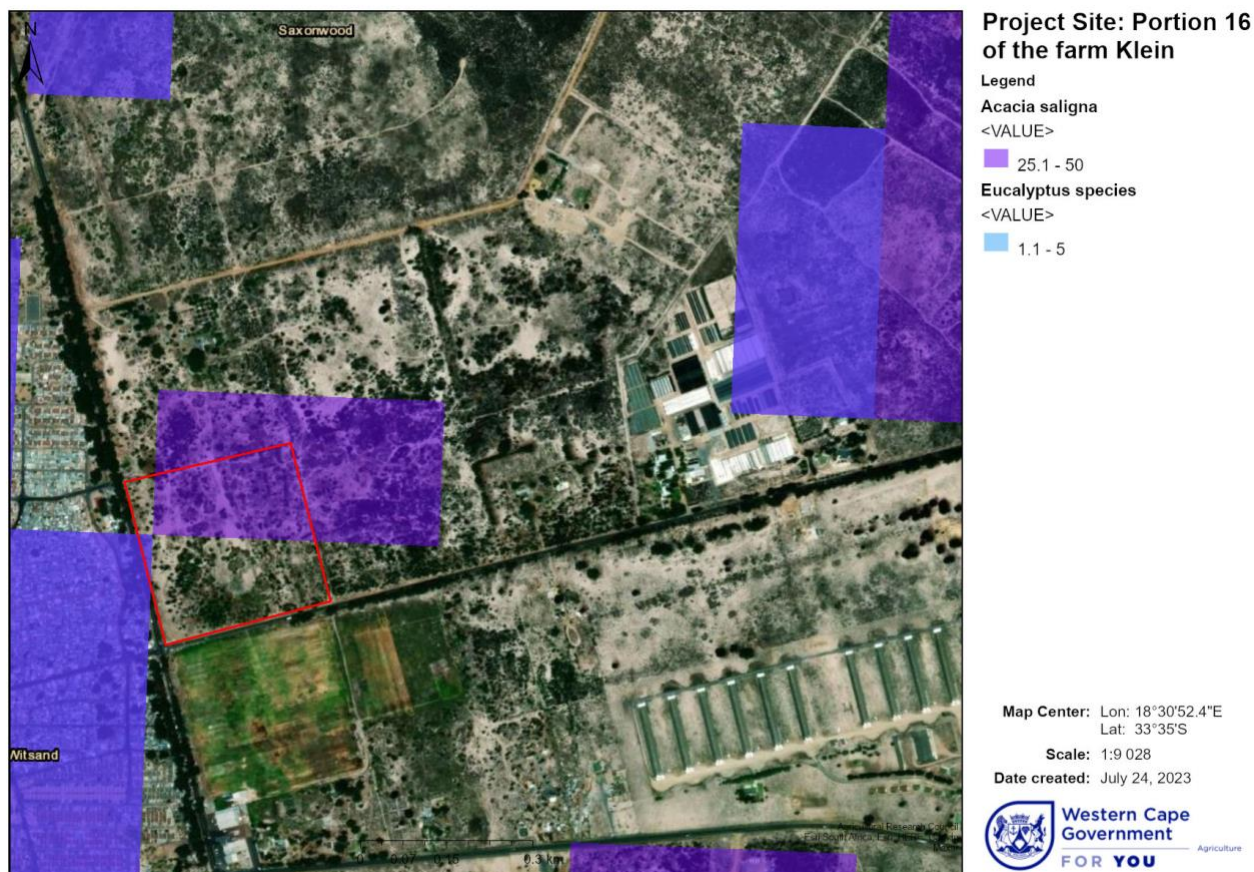 N
Saxonwood
Witsand
0.3 km
Project Site: Portion 16
of the farm Klein
Legend
Acacia saligna
<VALUE>
25.1 - 50
Eucalyptus species
<VALUE>
1.1 - 5
Map Center: Lon: 18°30'52.4"E
Lat: 33°35'S
Scale: 1:9 028
Date created: July 24, 2023
Western Cape
Government
Agriculture
FOR YOU